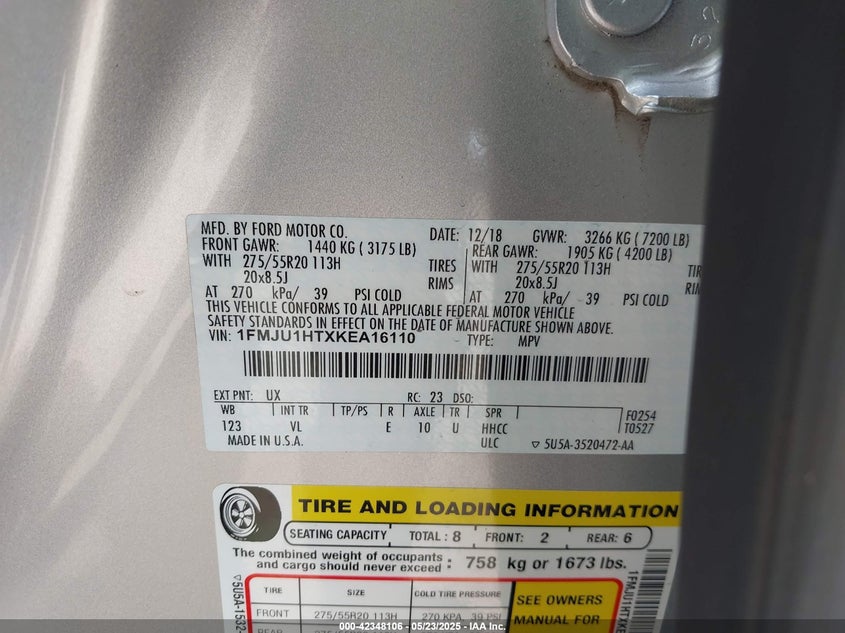 MFD. BY FORD MOTOR CO. DATE: 12/18 GVWR: 3266 KG ( 7200 LB)
FRONT GAWR: 1440 KG ( 3175 LB) REAR GAWR: 1905 KG ( 4200 LB)
WITH 275/55R20 113H TIRES WITH 275/55R20 113H TIR
20x8.5J RIMS 20x8.5J RIM
AT 270 kPa/ 39 PSI COLD AT 270 kPa/ 39 PSI COLD
THIS VEHICLE CONFORMS TO ALL APPLICABLE FEDERAL MOTOR VEHICLE
SAFETY STANDARDS IN EFFECT ON THE DATE OF MANUFACTURE SHOWN ABOVE.
VIN: 1FMJU1HTXKEA16110 TYPE: MPV
EXT PNT: UX RC: 23 DSO:
WB INT TR TP/PS R AXLE TR SPR F0254
123 VL E 10 U HHCC T0527
MADE IN U.S.A. ULC ▽ 5U5A-3520472-AA
TIRE AND LOADING INFORMATION
SEATING CAPACITY TOTAL : 8 FRONT: 2 REAR: 6
The combined weight of occupants
and cargo should never exceed : 758 kg or 1673 lbs.
TIRE SIZE COLD TIRE PRESSURE SEE OWNERS
FRONT 275/55R20 113H 270 KPA, 39 PSI MANUAL FOR
000-42348106 - 05/23/2025 - IAA Inc.